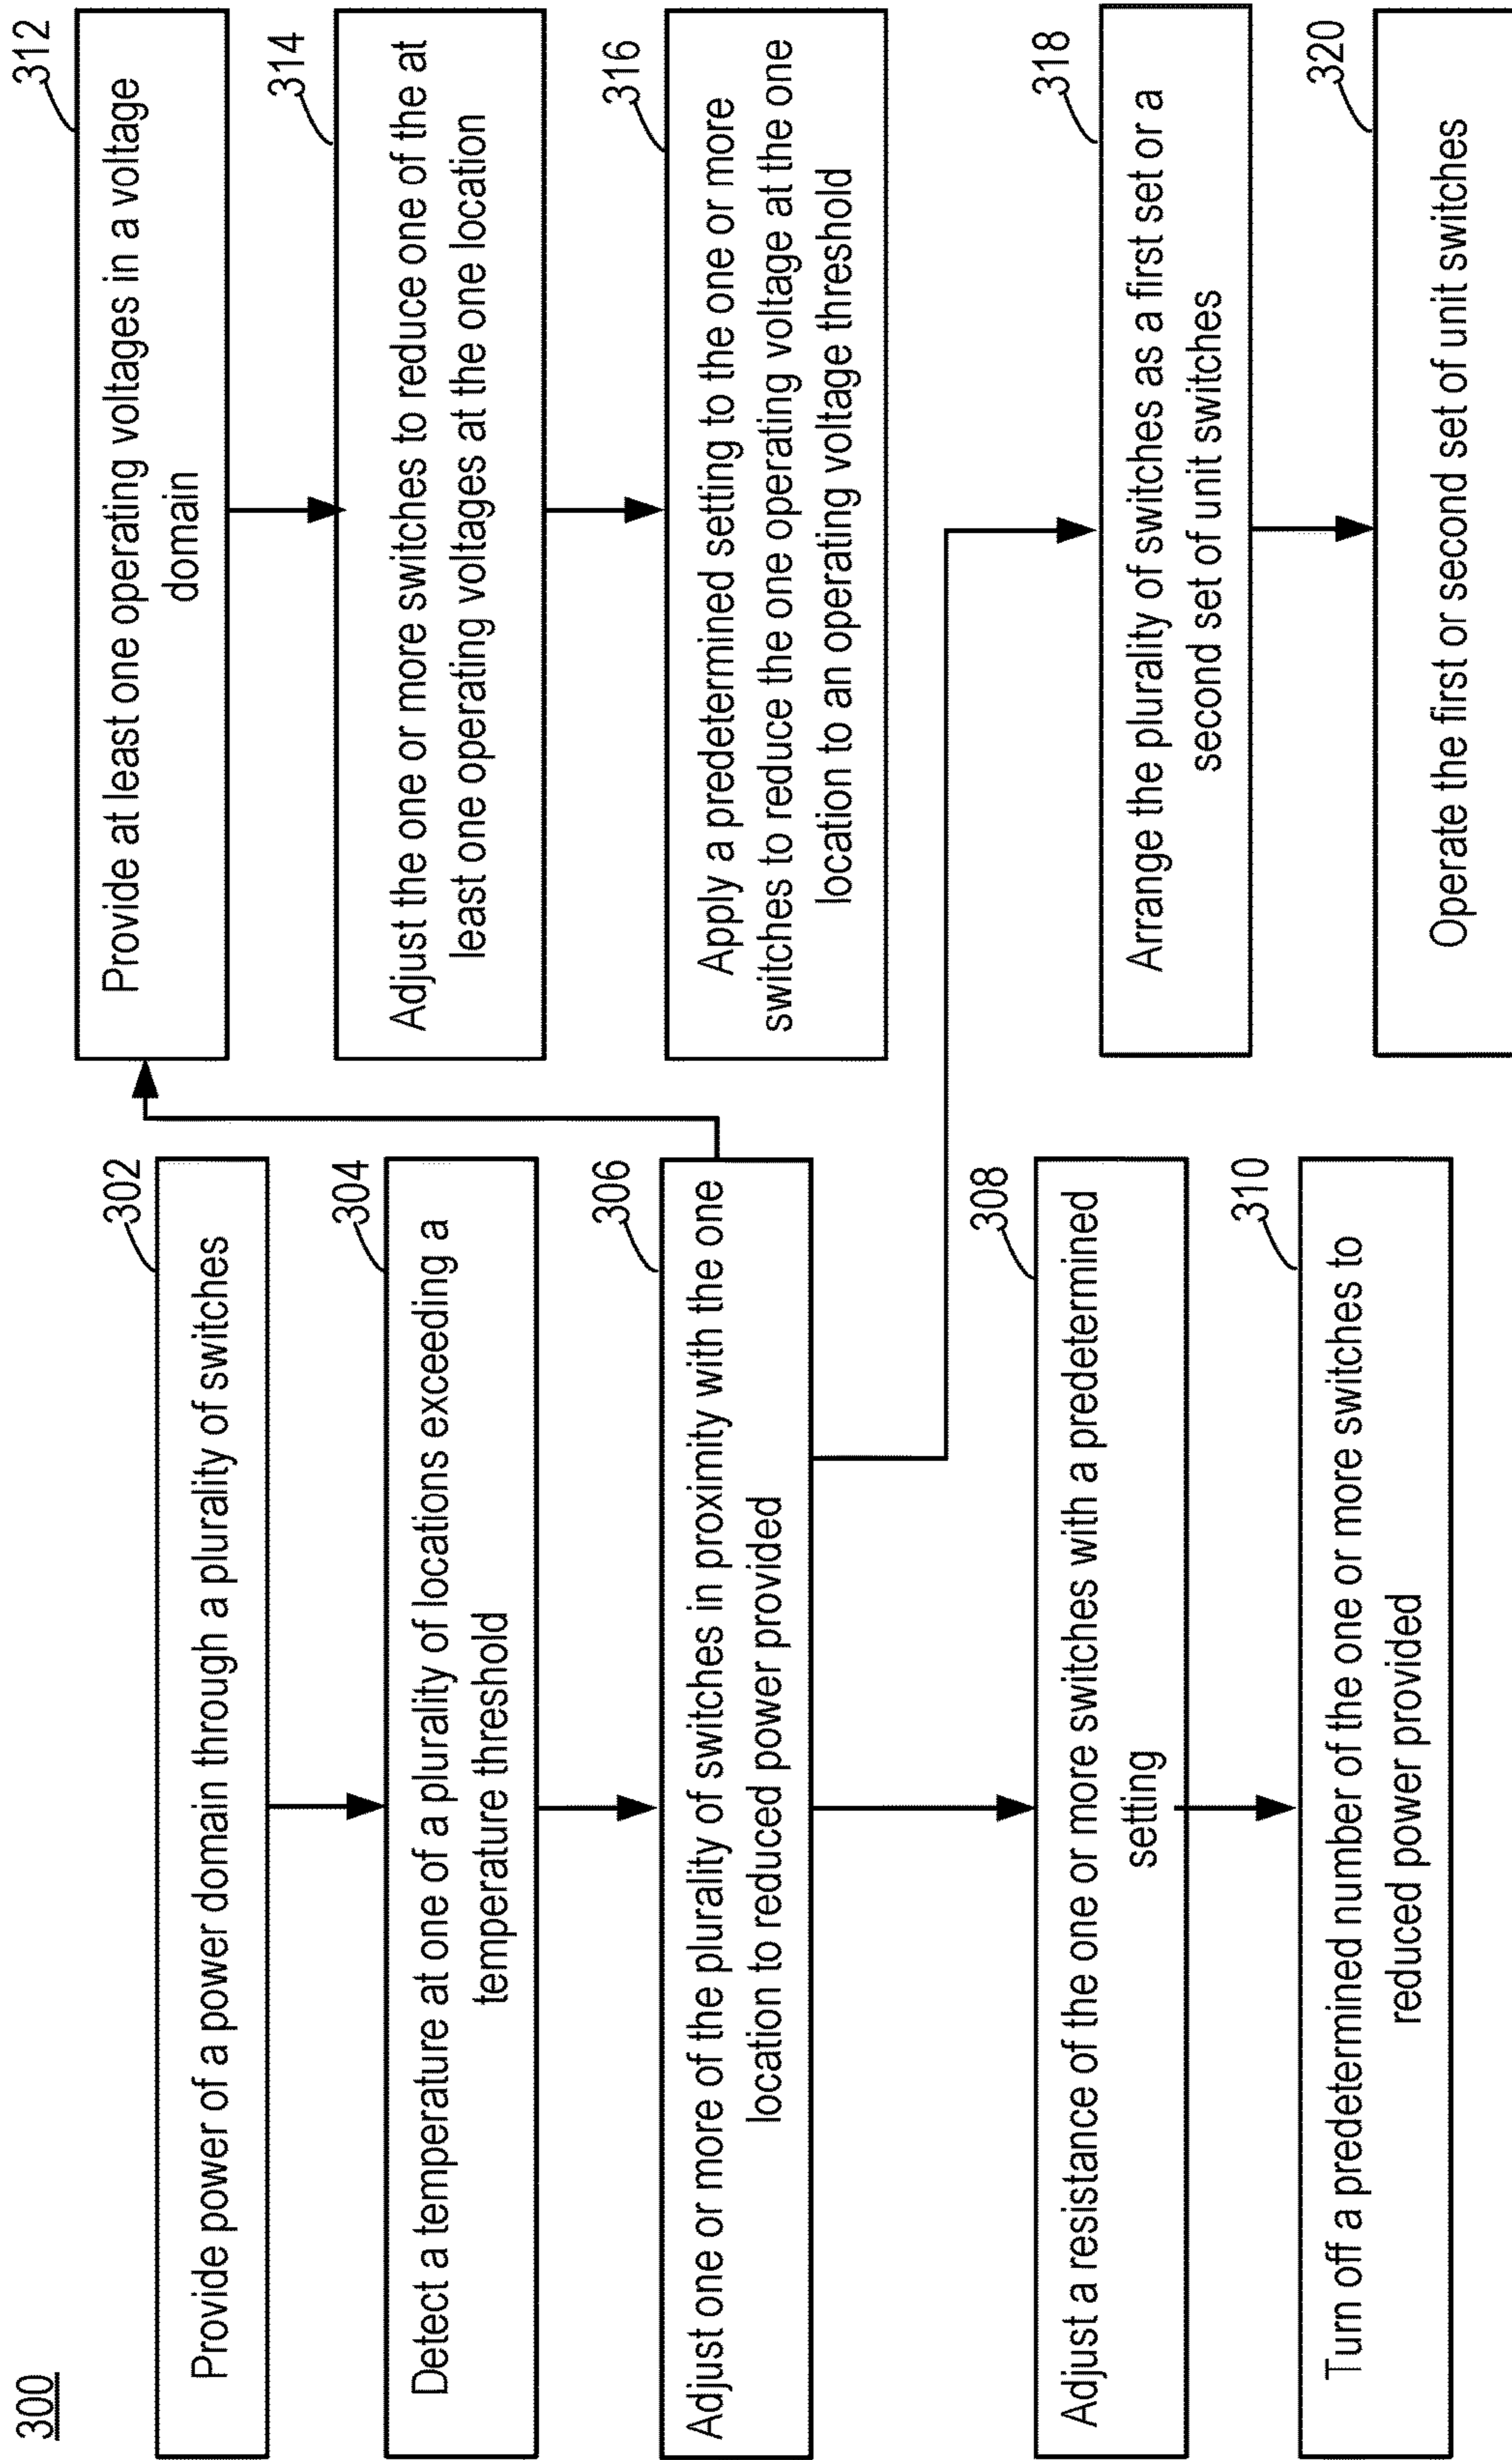 300
302
Provide power of a power domain through a plurality of switches
304
Detect a temperature at one of a plurality of locations exceeding a
temperature threshold
306
Adjust one or more of the plurality of switches in proximity with the one
location to reduced power provided
308
Adjust a resistance of the one or more switches with a predetermined
setting
310
Turn off a predetermined number of the one or more switches to
reduced power provided
312
Provide at least one operating voltages in a voltage
domain
314
Adjust the one or more switches to reduce one of the at
least one operating voltages at the one location
316
Apply a predetermined setting to the one or more
switches to reduce the one operating voltage at the one
location to an operating voltage threshold
318
Arrange the plurality of switches as a first set or a
second set of unit switches
320
Operate the first or second set of unit switches